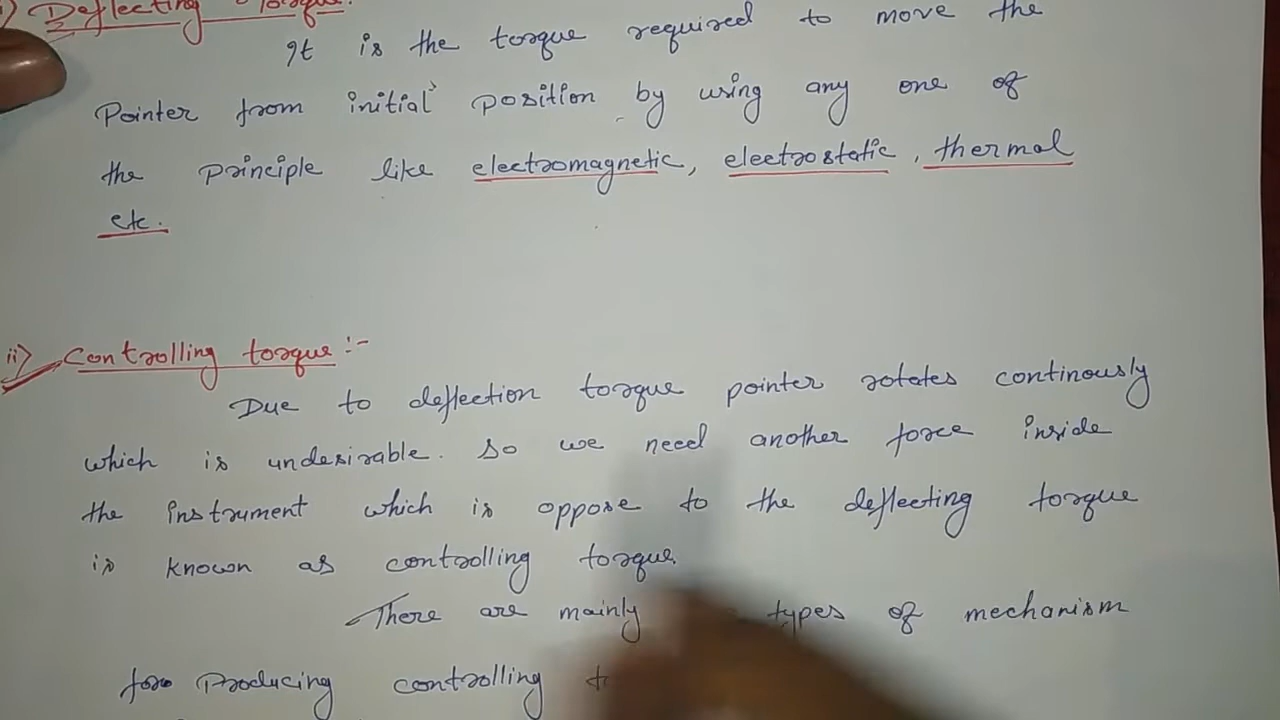 i) Deflecting Torque:
It is the torque required to move the
Pointer from initial position by using any one of
the principle like electromagnetic, electrostatic, thermal
etc.
ii) Controlling torque :-
Due to deflection torque pointer rotates continously
which is undesirable. So we need another force inside
the instrument which is oppose to the deflecting torque
is known as controlling torque.
There are mainly types of mechanism
for Producing controlling